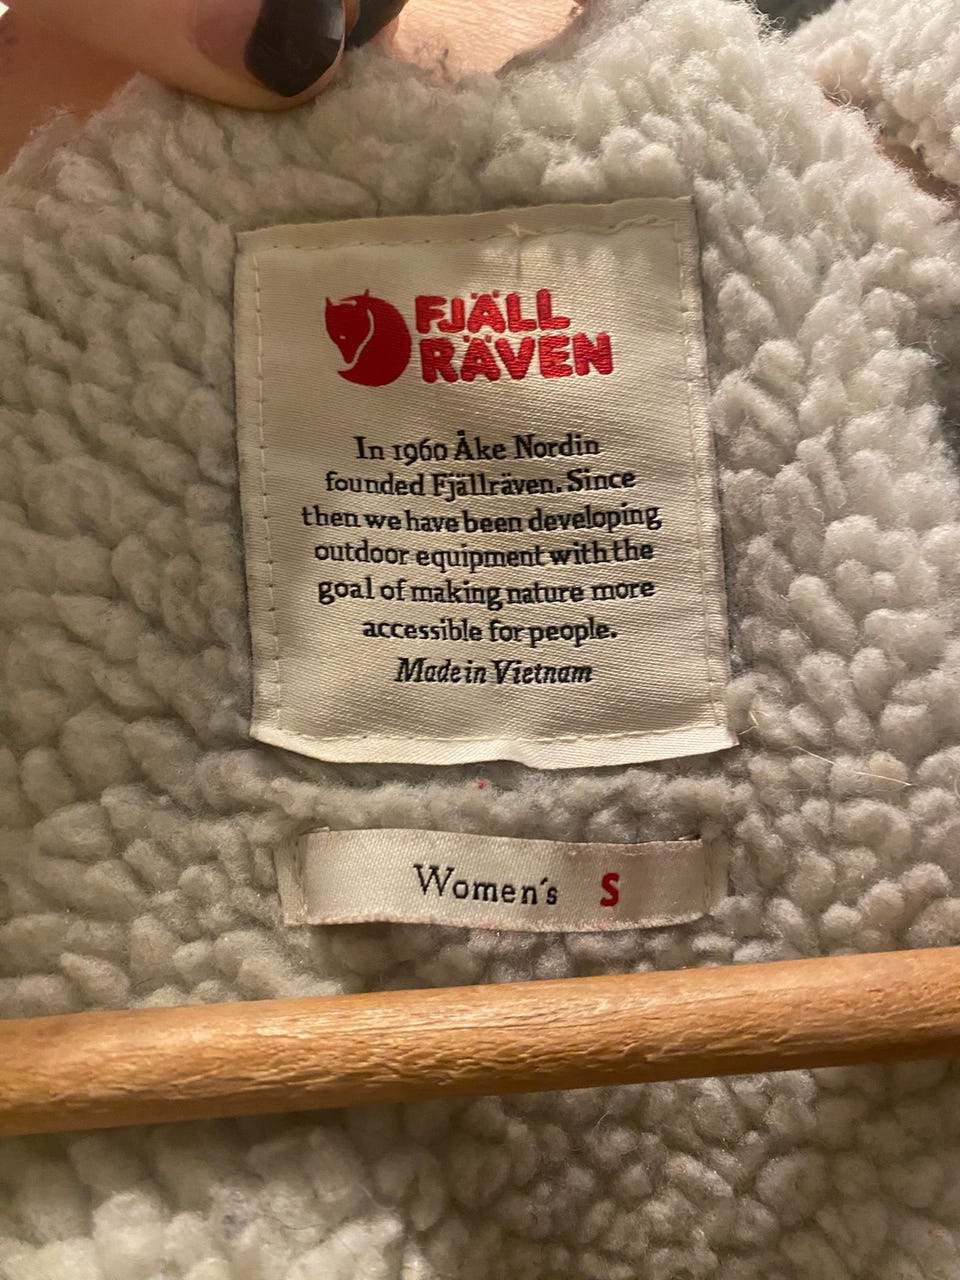 FJÄLL
RÄVEN
In 1960 Åke Nordin
founded Fjällräven. Since
then we have been developing
outdoor equipment with the
goal of making nature more
accessible for people.
Made in Vietnam
Women's S